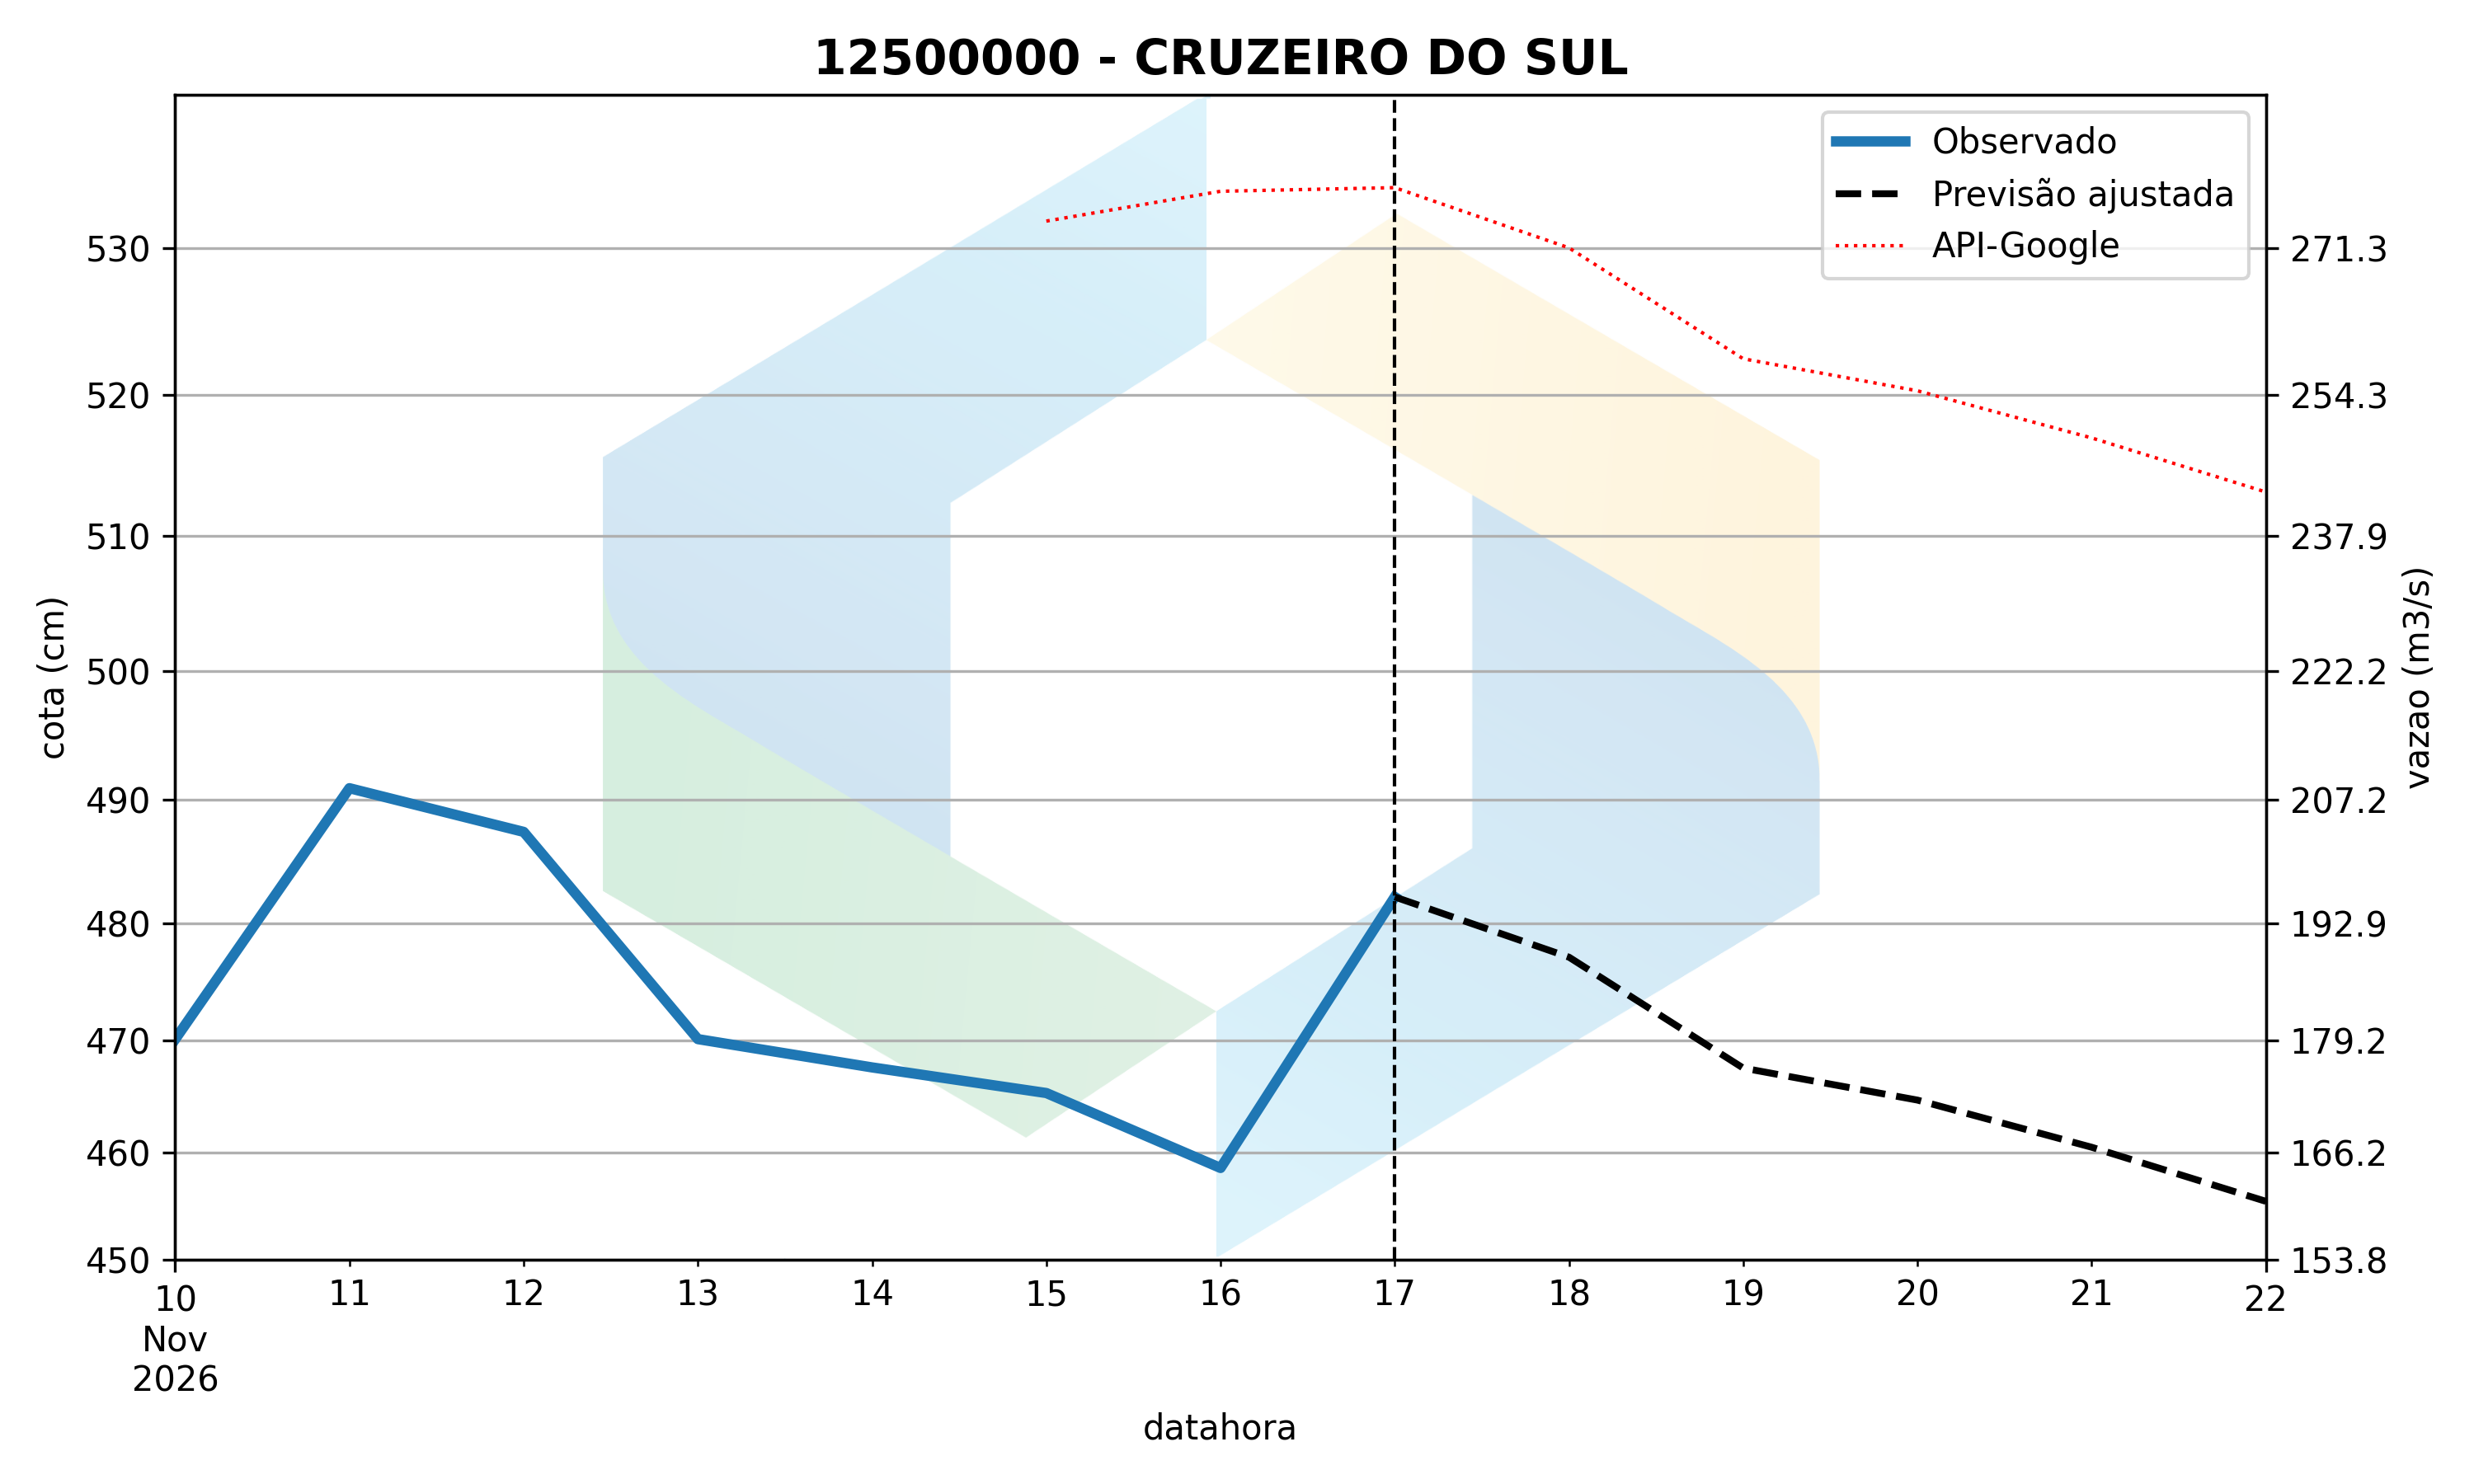 12500000 - CRUZEIRO DO SUL
Observado
Previsão ajustada
API-Google
530
520
510
500
490
480
470
460
450
cota (cm)
271.3
254.3
237.9
222.2
207.2
192.9
179.2
166.2
153.8
vazao (m3/s)
10 11 12 13 14 15 16 17 18 19 20 21 22
Nov
2026
datahora